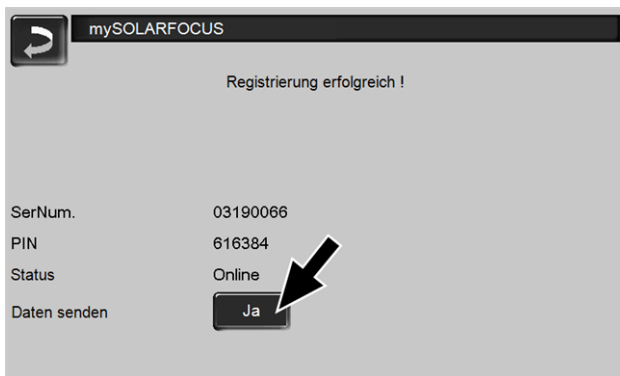 mySOLARFOCUS
Registrierung erfolgreich !
SerNum. 03190066
PIN 616384
Status Online
Daten senden Ja